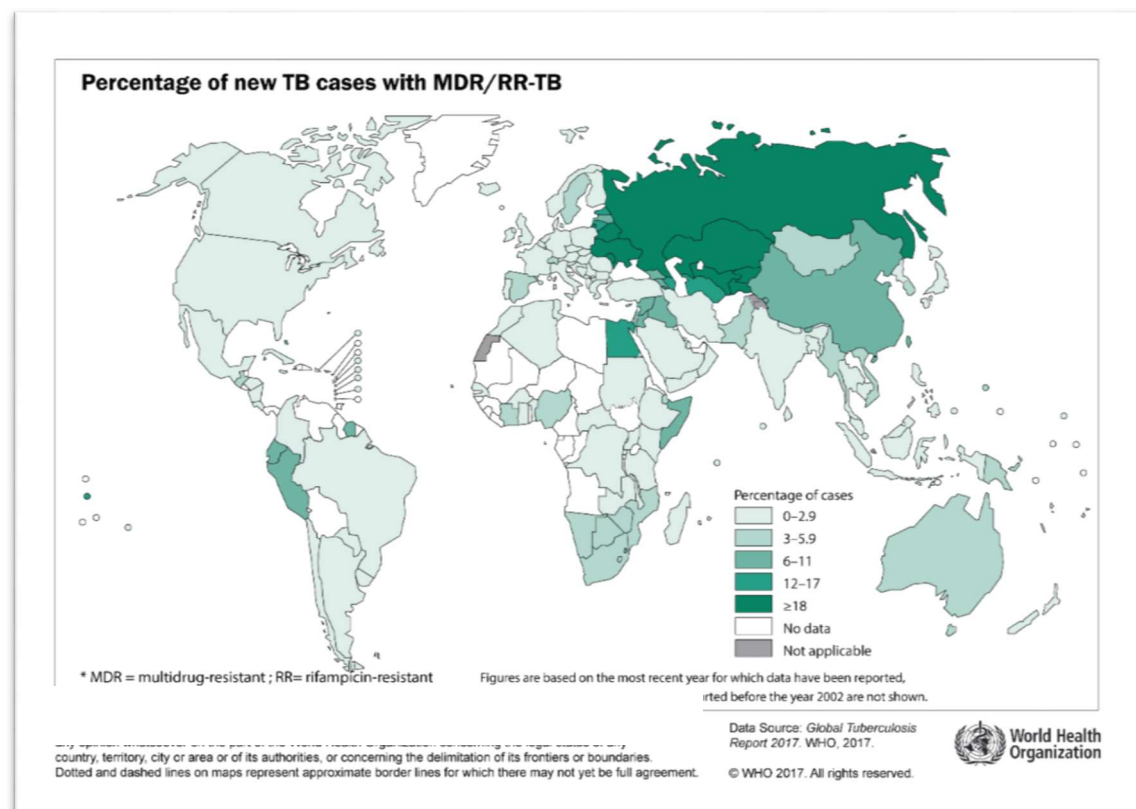 Percentage of new TB cases with MDR/RR-TB
Percentage of cases
0–2.9
3–5.9
6–11
12–17
≥18
No data
Not applicable
* MDR = multidrug-resistant ; RR= rifampicin-resistant
Figures are based on the most recent year for which data have been reported,
before the year 2002 are not shown.
Data Source: Global Tuberculosis
Report 2017. WHO, 2017.
© WHO 2017. All rights reserved.
World Health
Organization
country, territory, city or area or of its authorities, or concerning the delimitation of its frontiers or boundaries.
Dotted and dashed lines on maps represent approximate border lines for which there may not yet be full agreement.